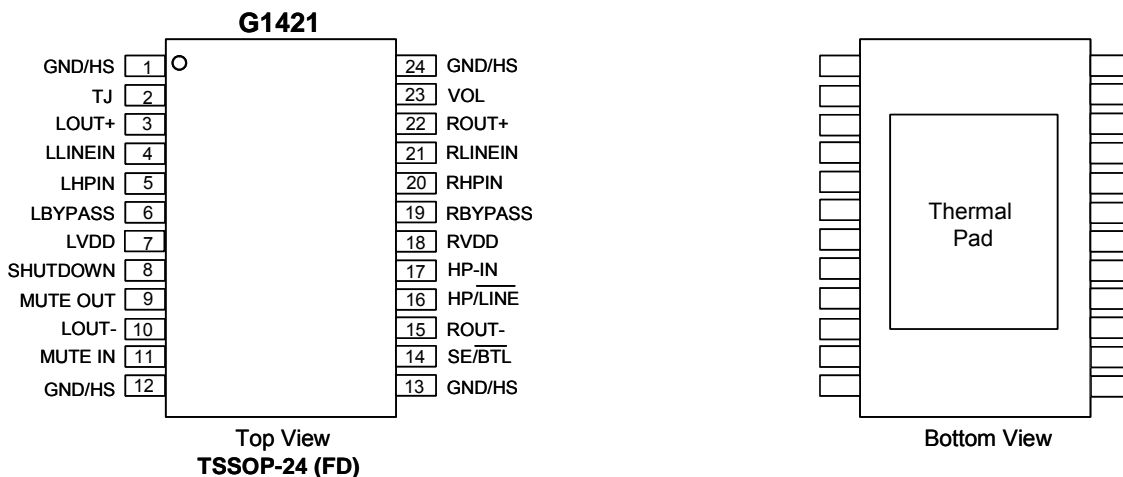 G1421
GND/HS 1 24 GND/HS
TJ 2 23 VOL
LOUT+ 3 22 ROUT+
LLINEIN 4 21 RLINEIN
LHPIN 5 20 RHPIN
LBYPASS 6 19 RBYPASS
LVDD 7 18 RVDD
SHUTDOWN 8 17 HP-IN
MUTE OUT 9 16 HP/L̅I̅N̅E̅
LOUT- 10 15 ROUT-
MUTE IN 11 14 SE/B̅T̅L̅
GND/HS 12 13 GND/HS
Top View
TSSOP-24 (FD)
Thermal
Pad
Bottom View